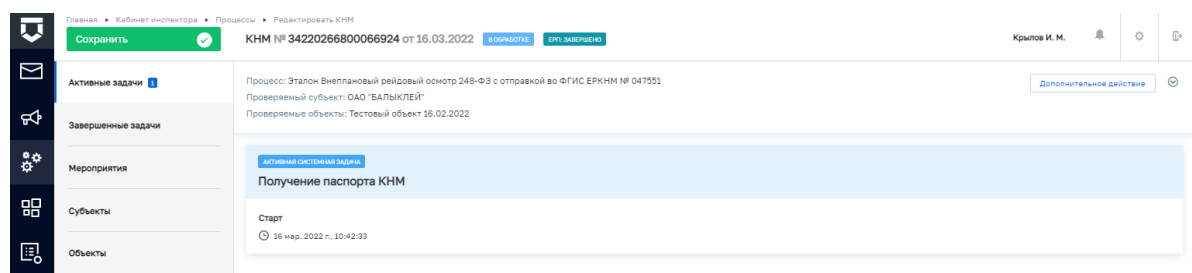 Главная ▸ Кабинет инспектора ▸ Процессы ▸ Редактировать КНМ
Сохранить
КНМ № 34220266800066924 от 16.03.2022 В ОБРАБОТКЕ ЕРП: ЗАВЕРШЕНО
Крылов И. М.
Активные задачи 1
Завершенные задачи
Мероприятия
Субъекты
Объекты
Процесс: Эталон Внеплановый рейдовый осмотр 248-ФЗ с отправкой во ФГИС ЕРКНМ № 047551
Проверяемый субъект: ОАО "БАЛЫКЛЕЙ"
Проверяемые объекты: Тестовый объект 16.02.2022
Дополнительное действие
АКТИВНАЯ СИСТЕМНАЯ ЗАДАЧА
Получение паспорта КНМ
Старт
16 мар. 2022 г., 10:42:33